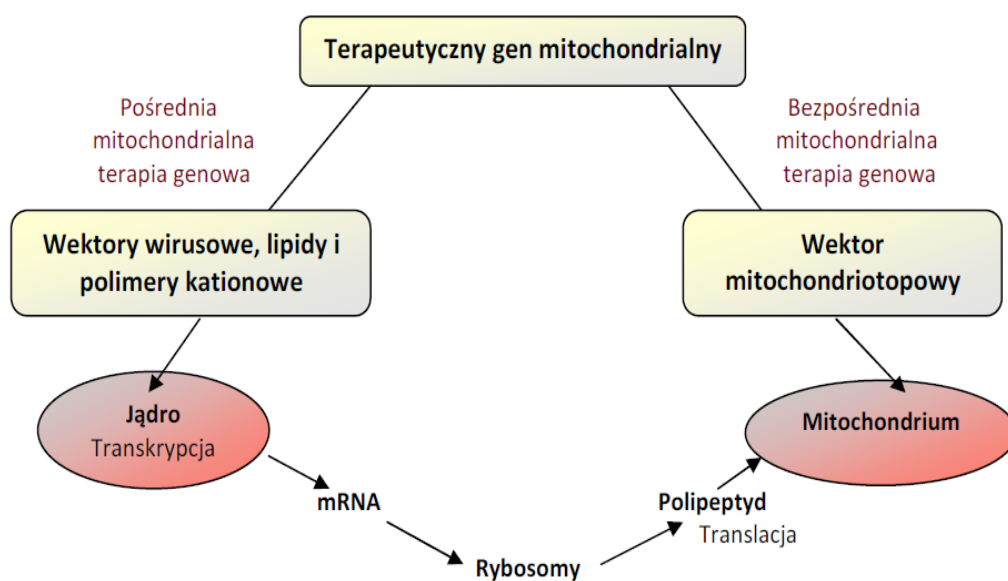 Terapeutyczny gen mitochondrialny
Pośrednia
mitochondrialna
terapia genowa
Bezpośrednia
mitochondrialna
terapia genowa
Wektory wirusowe, lipidy i
polimery kationowe
Wektor
mitochondriotopowy
Jądro
Transkrypcja
Mitochondrium
mRNA
Polipeptyd
Translacja
Rybosomy